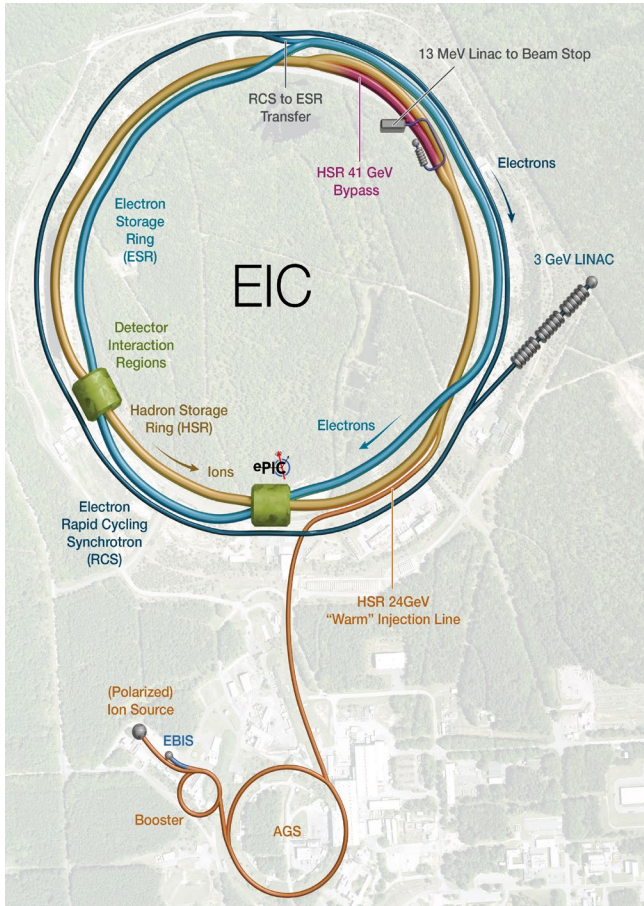 13 MeV Linac to Beam Stop
RCS to ESR
Transfer
HSR 41 GeV
Bypass
Electrons
Electron
Storage
Ring
(ESR)
3 GeV LINAC
EIC
Detector
Interaction
Regions
Hadron Storage
Ring (HSR)
Ions
Electrons
ePIC
Electron
Rapid Cycling
Synchrotron
(RCS)
HSR 24GeV
“Warm” Injection Line
(Polarized)
Ion Source
EBIS
Booster
AGS